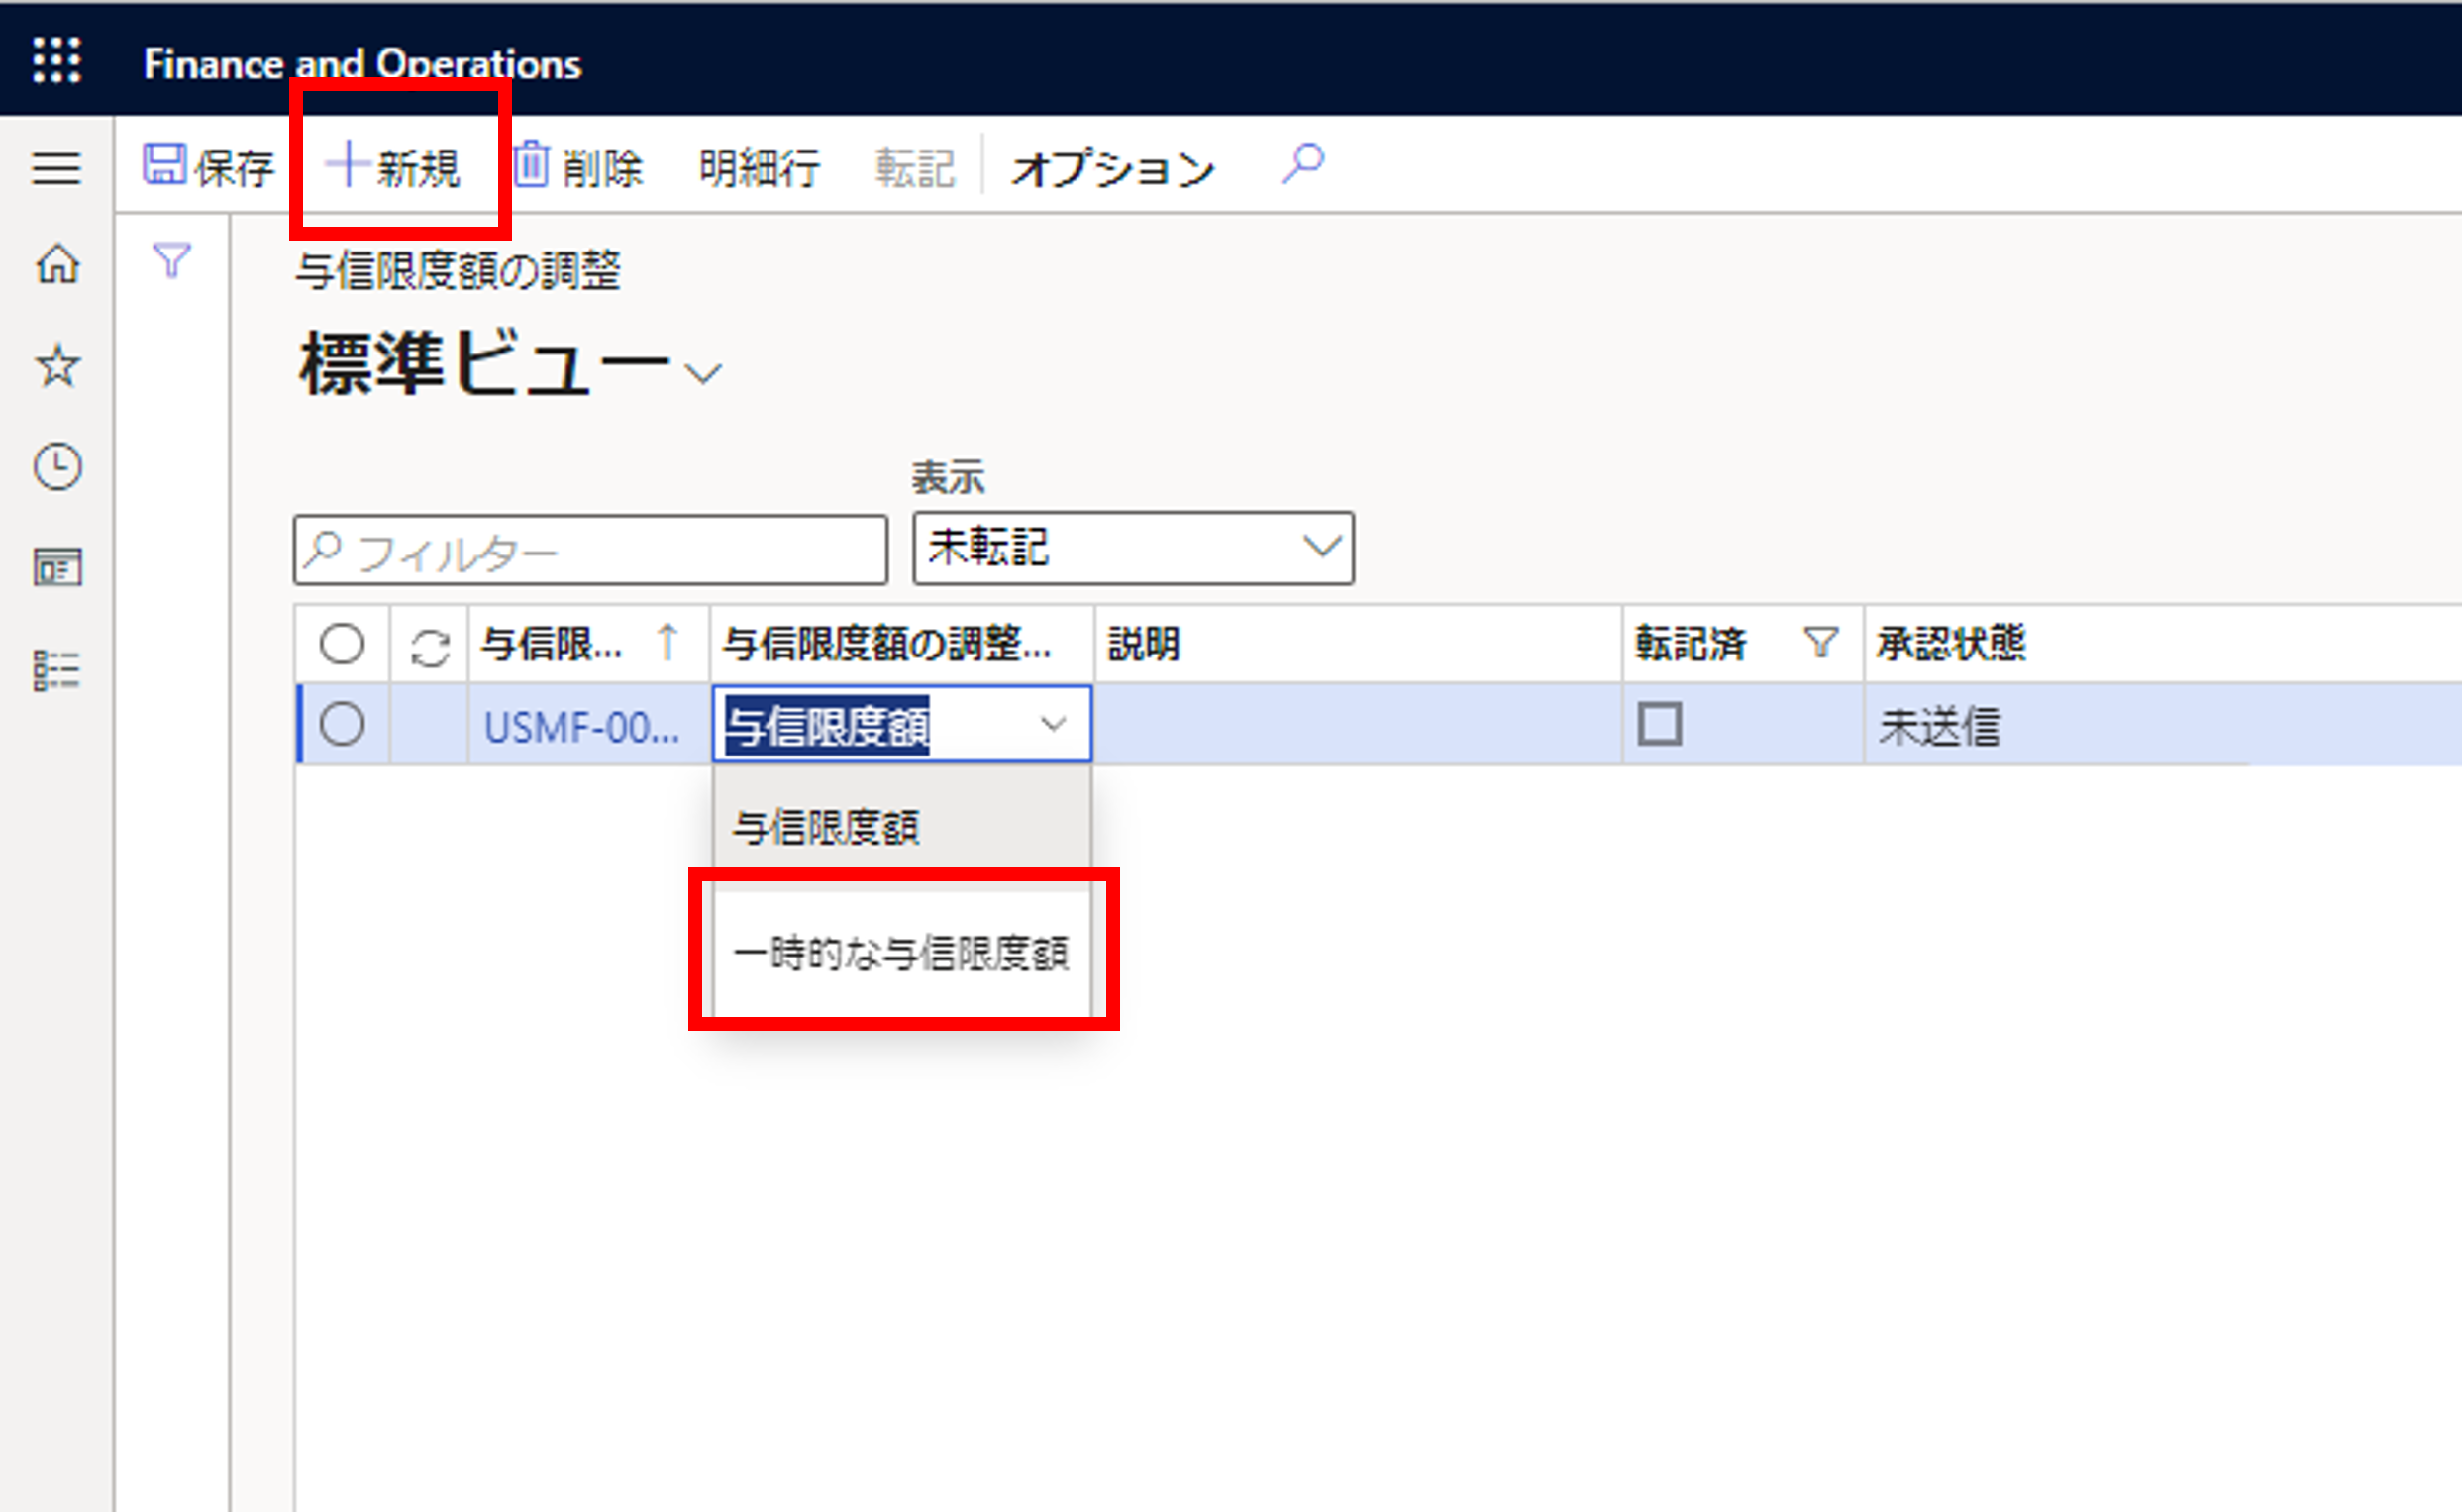 Finance and Operations
保存 新規 削除 明細行 転記 オプション
与信限度額の調整
標準ビュー
表示
フィルター 未転記
与信限... 与信限度額の調整... 説明 転記済 承認状態
USMF-00... 与信限度額 未送信
与信限度額
一時的な与信限度額